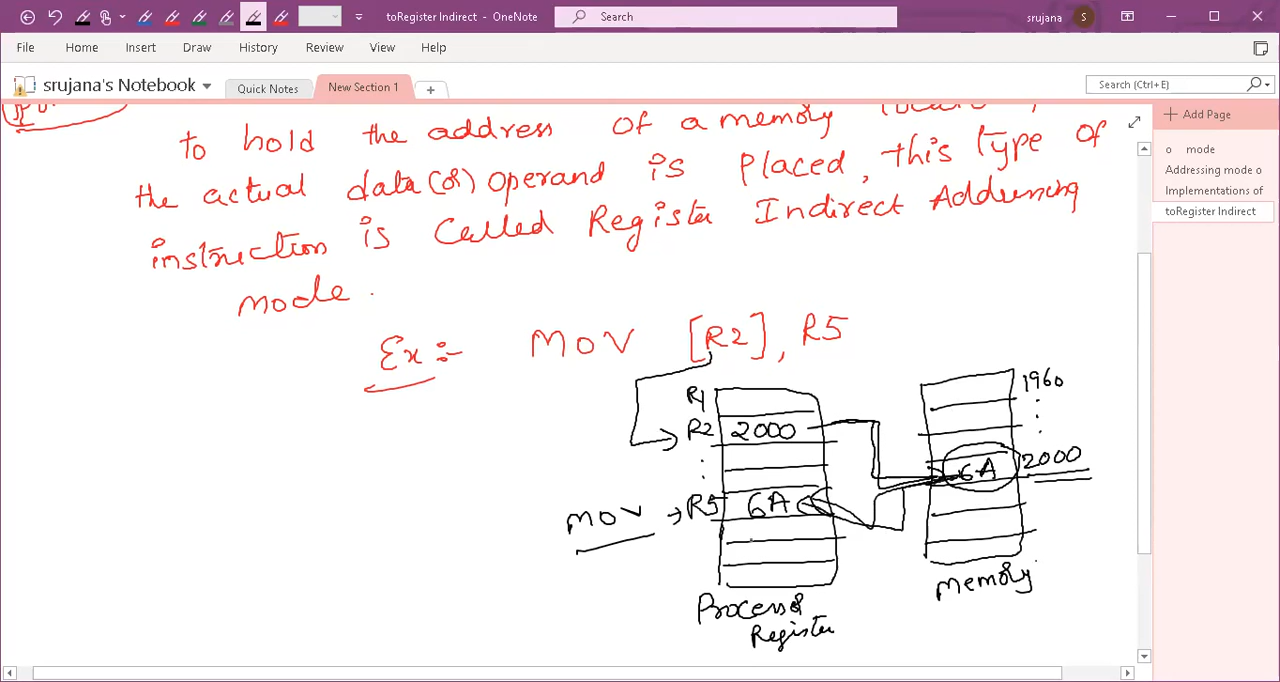 toRegister Indirect - OneNote
Search
srujana
S
File Home Insert Draw History Review View Help
srujana's Notebook
Quick Notes
New Section 1
Search (Ctrl+E)
Add Page
o mode
Addressing mode o
Implementations of
toRegister Indirect
to hold the address of a memory
the actual data(or) operand is placed, this type of
instruction is called Register Indirect Addressing
mode.
Ex:- MOV [R2], R5
R1
R2 2000
MOV R5 6A
Processor
Register
1960
6A 2000
Memory